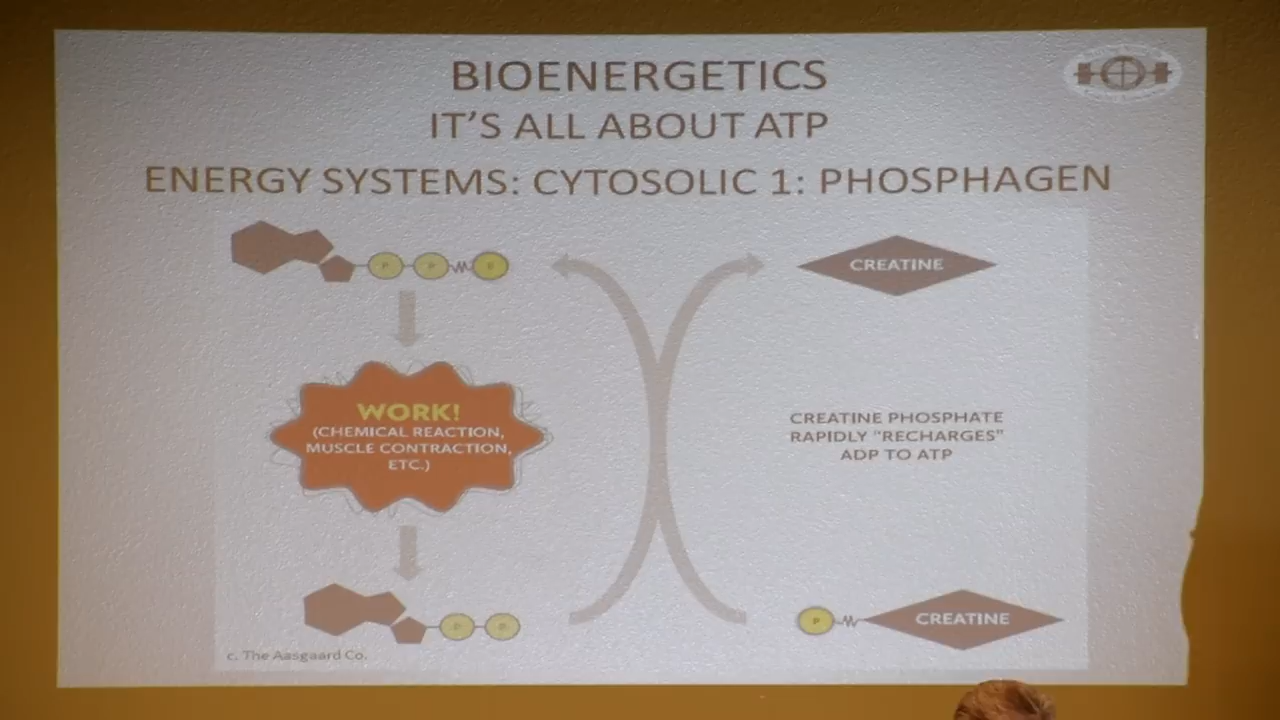 BIOENERGETICS
IT'S ALL ABOUT ATP
ENERGY SYSTEMS: CYTOSOLIC 1: PHOSPHAGEN
P P P
CREATINE
WORK!
(CHEMICAL REACTION,
MUSCLE CONTRACTION,
ETC.)
CREATINE PHOSPHATE
RAPIDLY "RECHARGES"
ADP TO ATP
P P
P CREATINE
c. The Aasgaard Co.